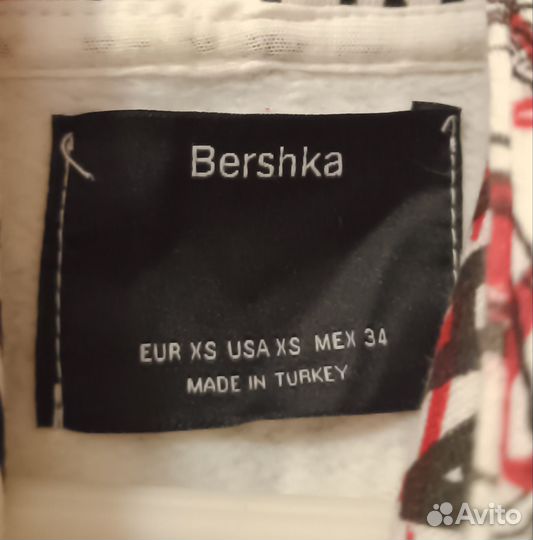 Bershka
EUR XS USA XS MEX 34
MADE IN TURKEY
Avito